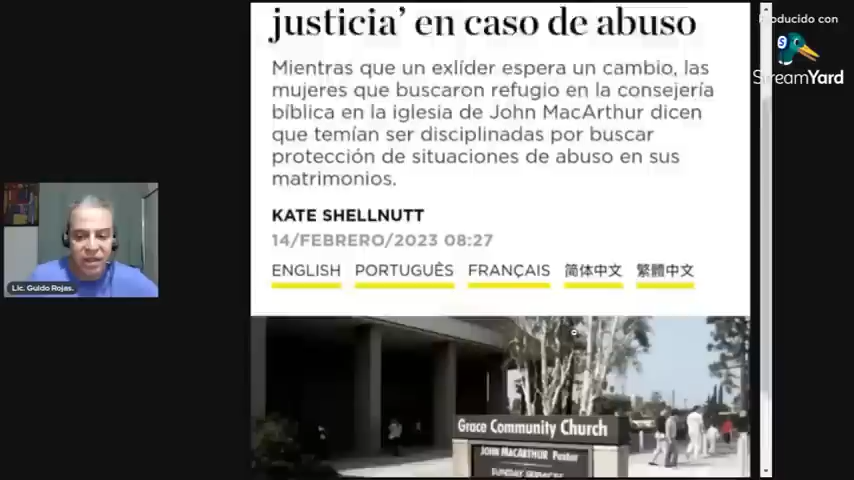 justicia’ en caso de abuso
Mientras que un exlíder espera un cambio, las
mujeres que buscaron refugio en la consejería
bíblica en la iglesia de John MacArthur dicen
que temían ser disciplinadas por buscar
protección de situaciones de abuso en sus
matrimonios.
KATE SHELLNUTT
14/FEBRERO/2023 08:27
ENGLISH PORTUGUÊS FRANÇAIS 简体中文 繁體中文
Grace Community Church
JOHN MACARTHUR Pastor
SUNDAY SERVICES
Lic. Guido Rojas.
Producido con
StreamYard